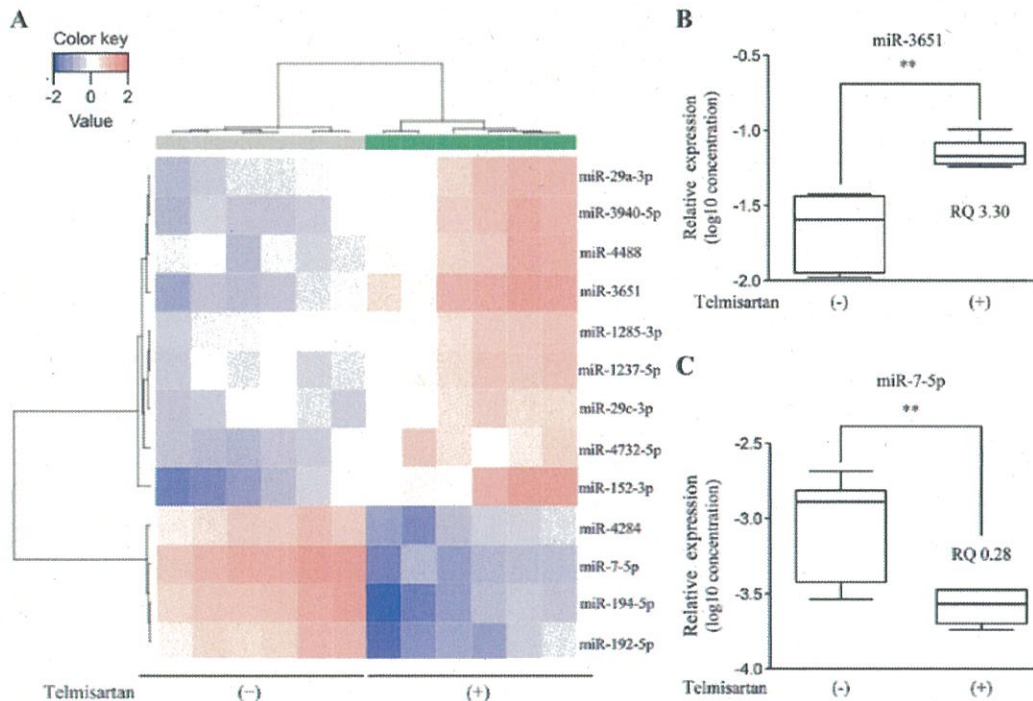 A
Color key
-2 0 2
Value
miR-29a-3p
miR-3940-5p
miR-4488
miR-3651
miR-1285-3p
miR-1237-5p
miR-29c-3p
miR-4732-5p
miR-152-3p
miR-4284
miR-7-5p
miR-194-5p
miR-192-5p
Telmisartan (−) (+)
B
miR-3651
**
-0.5
-1.0
-1.5
-2.0
Relative expression
(log10 concentration)
RQ 3.30
Telmisartan (-) (+)
C
miR-7-5p
**
-2.5
-3.0
-3.5
-4.0
Relative expression
(log10 concentration)
RQ 0.28
Telmisartan (-) (+)